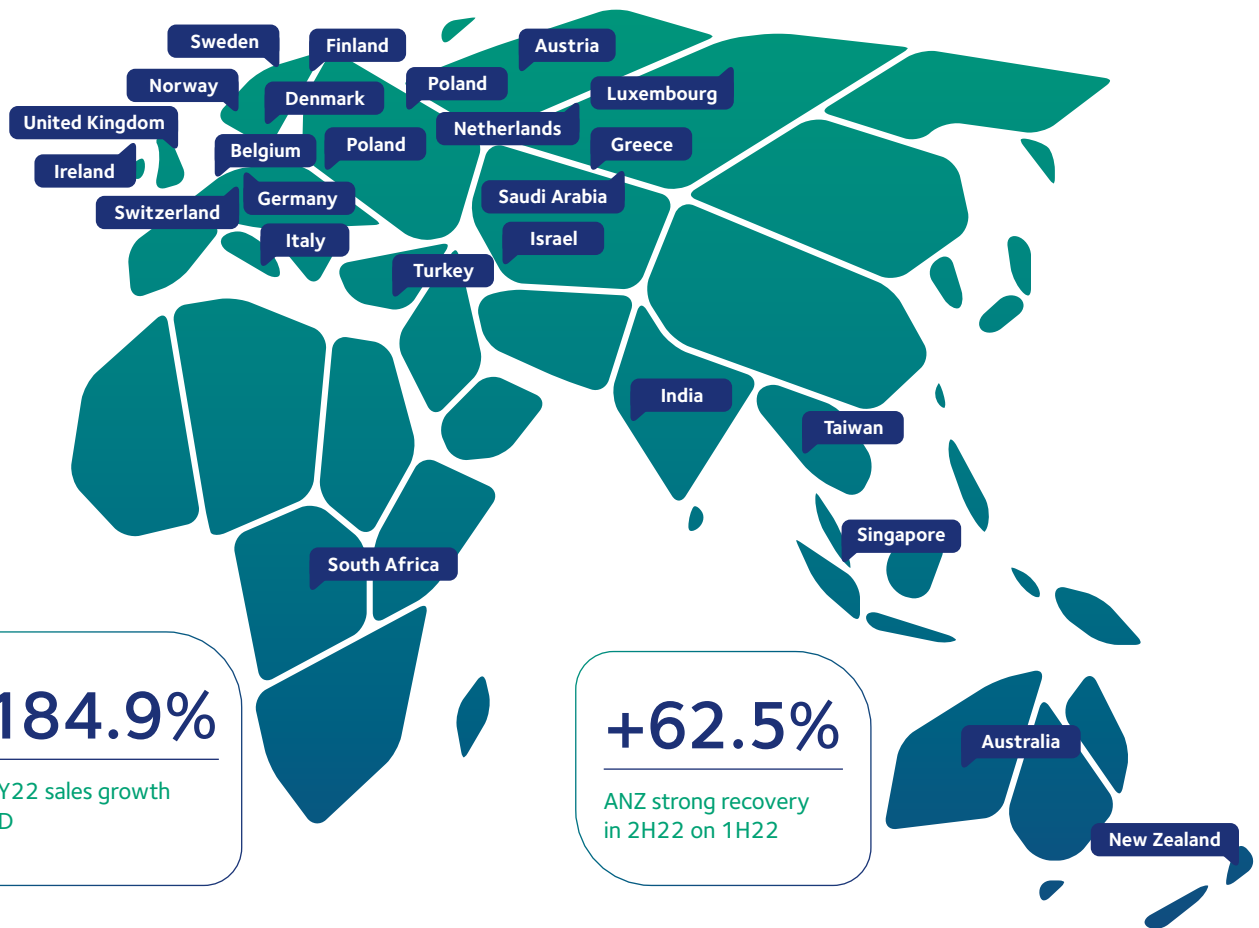 Sweden
Finland
Austria
Norway
Denmark
Poland
Luxembourg
United Kingdom
Netherlands
Belgium
Poland
Greece
Ireland
Switzerland
Germany
Saudi Arabia
Italy
Israel
Turkey
India
Taiwan
Singapore
South Africa
184.9%
Y22 sales growth
D
+62.5%
ANZ strong recovery
in 2H22 on 1H22
Australia
New Zealand